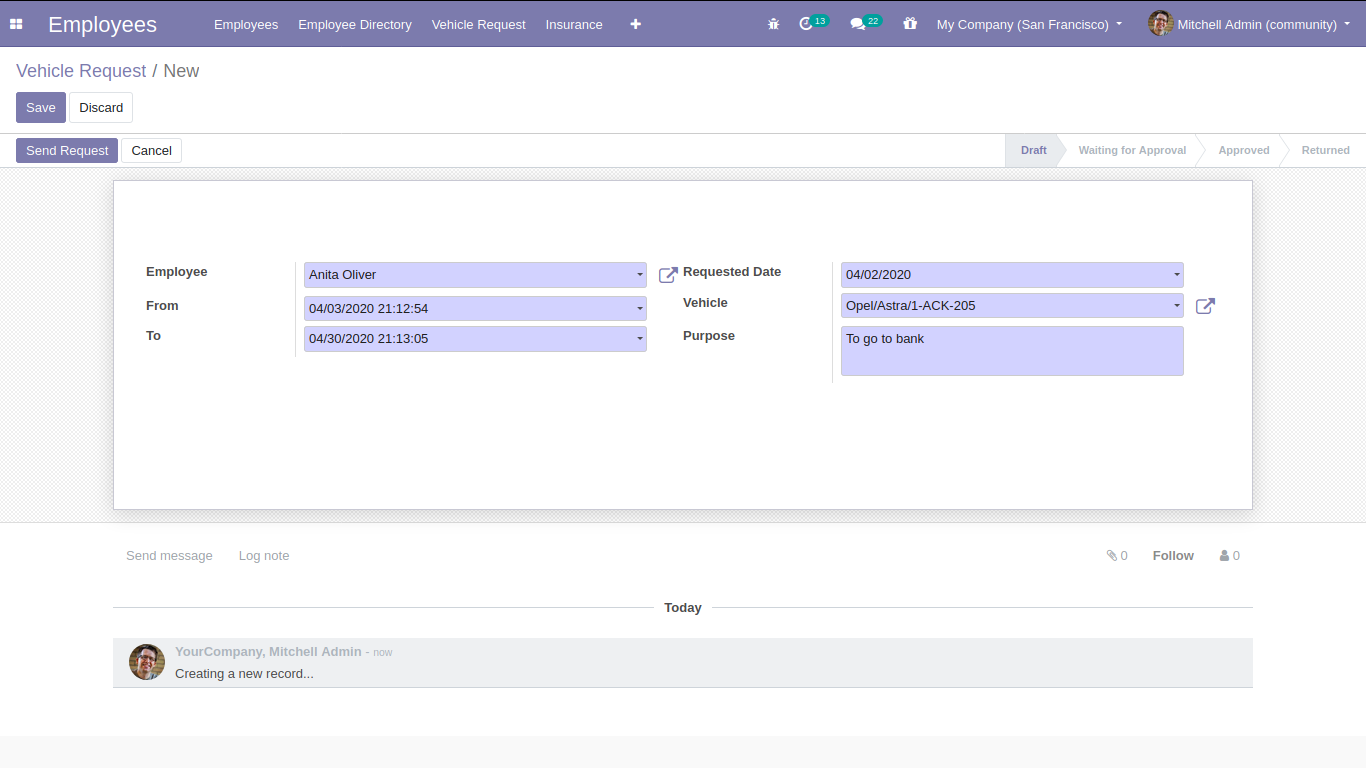 Employees Employees Employee Directory Vehicle Request Insurance 13 22 My Company (San Francisco) Mitchell Admin (community)
Vehicle Request / New
Save Discard
Send Request Cancel Draft Waiting for Approval Approved Returned
Employee Anita Oliver Requested Date 04/02/2020
From 04/03/2020 21:12:54 Vehicle Opel/Astra/1-ACK-205
To 04/30/2020 21:13:05 Purpose To go to bank
Send message Log note 0 Follow 0
Today
YourCompany, Mitchell Admin - now
Creating a new record...